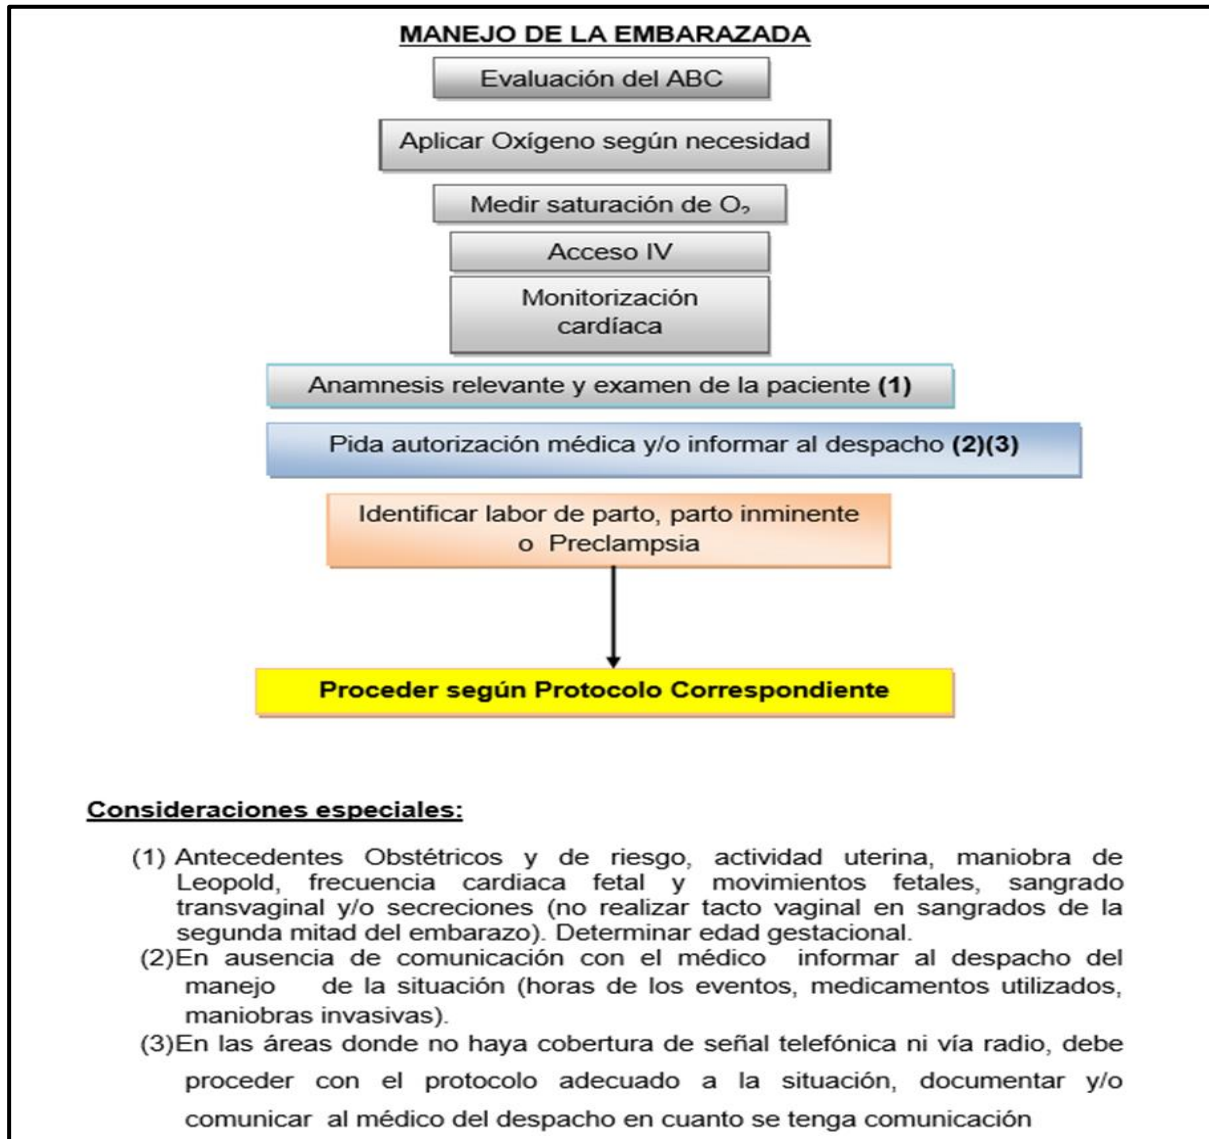 MANEJO DE LA EMBARAZADA
Evaluación del ABC
Aplicar Oxígeno según necesidad
Medir saturación de O₂
Acceso IV
Monitorización
cardíaca
Anamnesis relevante y examen de la paciente (1)
Pida autorización médica y/o informar al despacho (2)(3)
Identificar labor de parto, parto inminente
o Preclampsia
Proceder según Protocolo Correspondiente
Consideraciones especiales:
(1) Antecedentes Obstétricos y de riesgo, actividad uterina, maniobra de
Leopold, frecuencia cardiaca fetal y movimientos fetales, sangrado
transvaginal y/o secreciones (no realizar tacto vaginal en sangrados de la
segunda mitad del embarazo). Determinar edad gestacional.
(2)En ausencia de comunicación con el médico informar al despacho del
manejo de la situación (horas de los eventos, medicamentos utilizados,
maniobras invasivas).
(3)En las áreas donde no haya cobertura de señal telefónica ni vía radio, debe
proceder con el protocolo adecuado a la situación, documentar y/o
comunicar al médico del despacho en cuanto se tenga comunicación